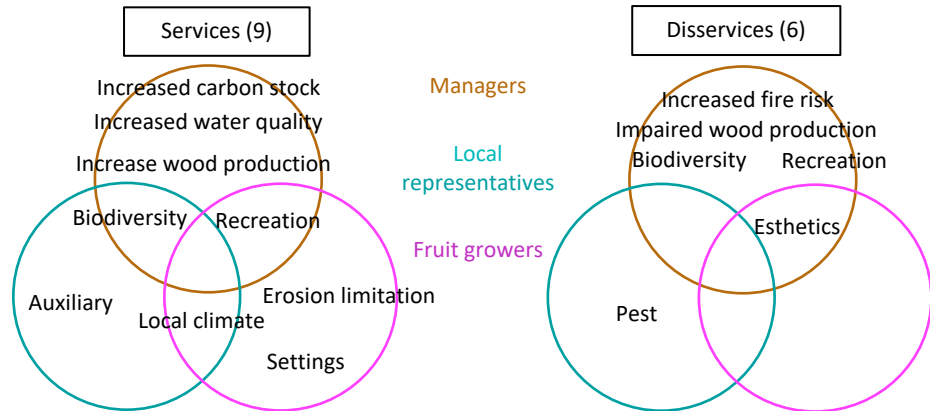 Services (9)
Increased carbon stock
Increased water quality
Increase wood production
Biodiversity
Recreation
Auxiliary
Erosion limitation
Local climate
Settings
Managers
Local
representatives
Fruit growers
Disservices (6)
Increased fire risk
Impaired wood production
Biodiversity
Recreation
Esthetics
Pest